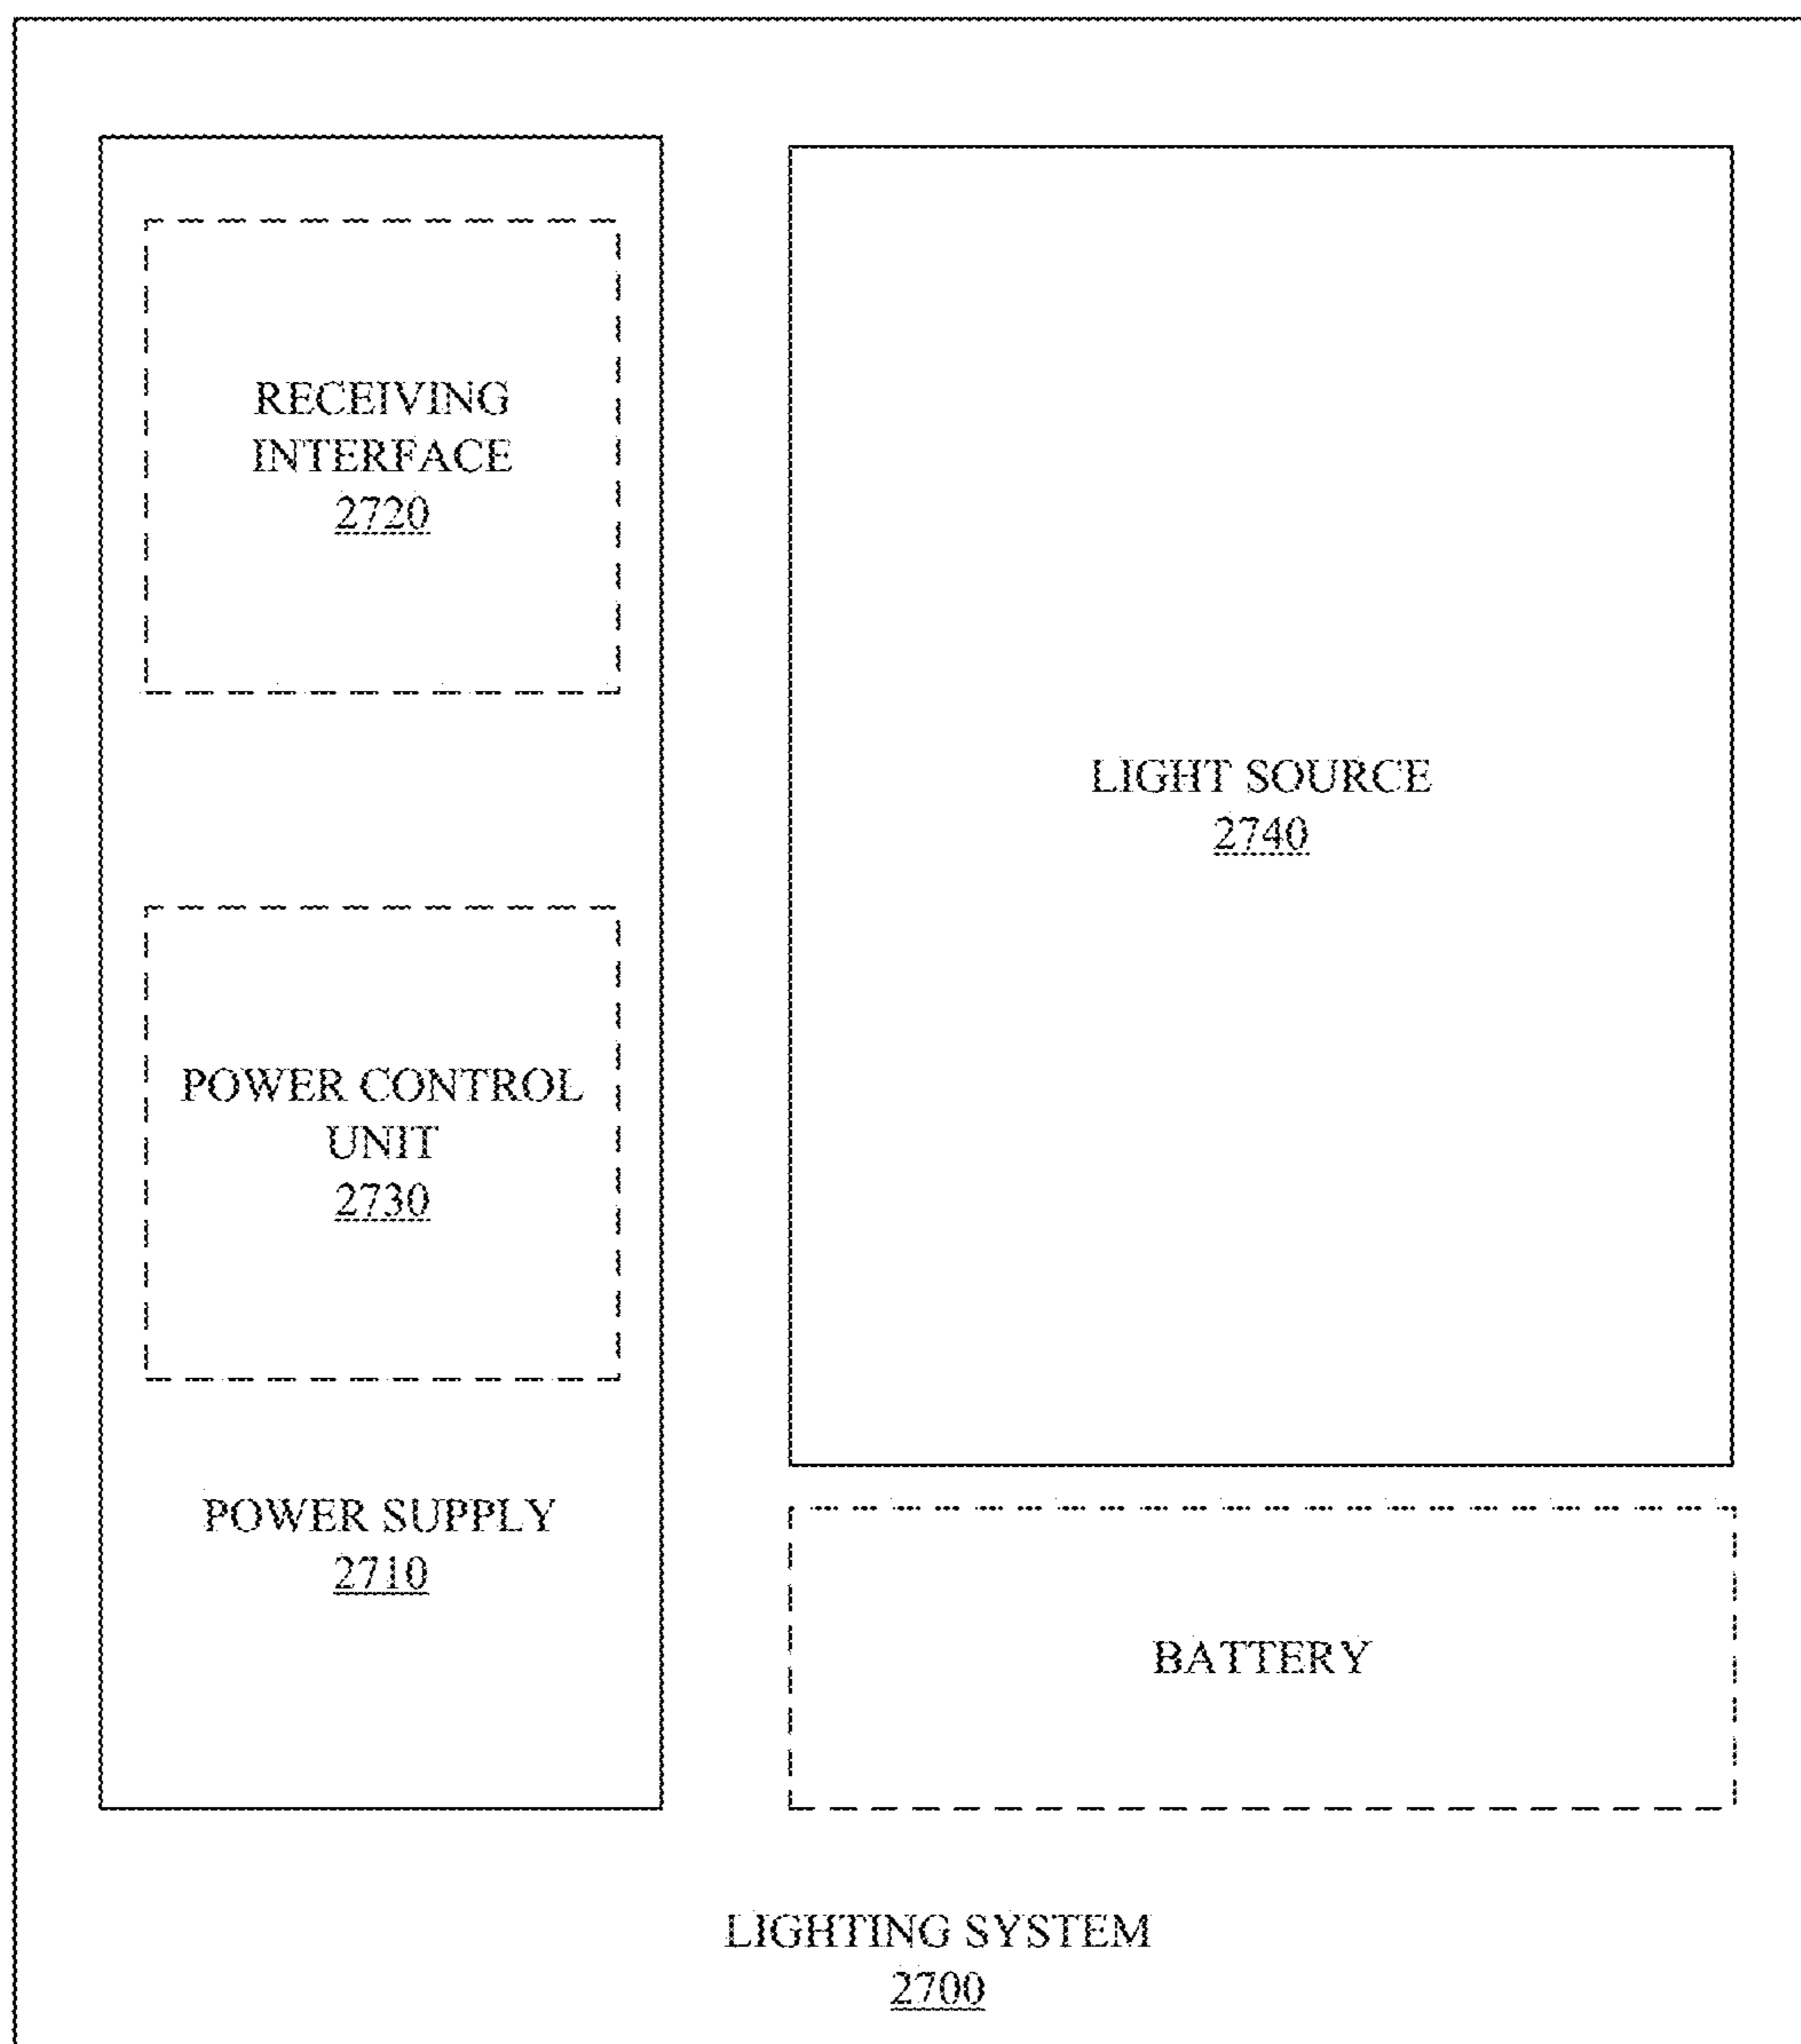 RECEIVING
INTERFACE
2720
POWER CONTROL
UNIT
2730
POWER SUPPLY
2710
LIGHT SOURCE
2740
BATTERY
LIGHTING SYSTEM
2700